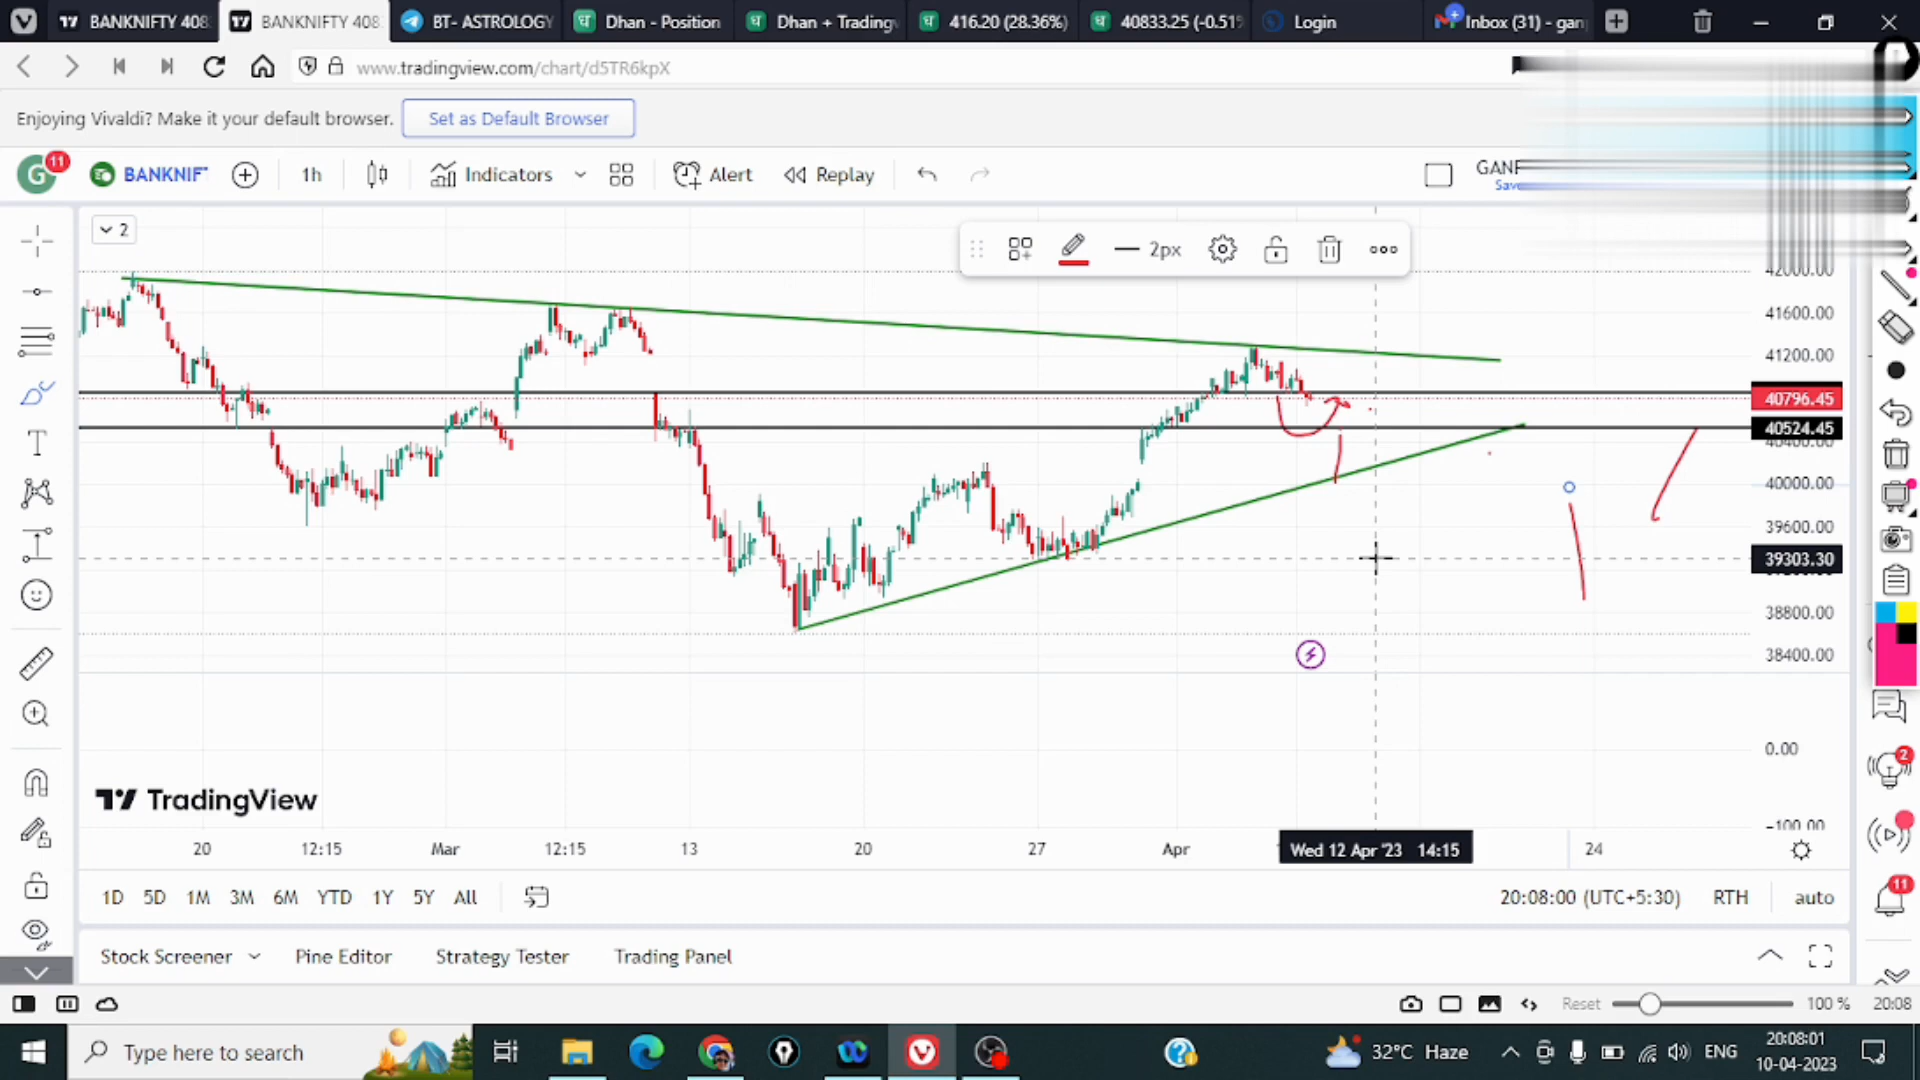 BANKNIFTY 408
BANKNIFTY 408
BT- ASTROLOGY
Dhan - Position
Dhan + Trading
416.20 (28.36%)
40833.25 (-0.51%
Login
Inbox (31) - gan
www.tradingview.com/chart/d5TR6kpX
Enjoying Vivaldi? Make it your default browser.
Set as Default Browser
G
11
BANKNIF
1h
Indicators
Alert
Replay
GANF
Save
2
2px
42000.00
41600.00
41200.00
40796.45
40524.45
40400.00
40000.00
39600.00
39303.30
38800.00
38400.00
0.00
-100.00
TradingView
20
12:15
Mar
12:15
13
20
27
Apr
Wed 12 Apr '23 14:15
24
1D
5D
1M
3M
6M
YTD
1Y
5Y
All
20:08:00 (UTC+5:30)
RTH
auto
2
11
Stock Screener
Pine Editor
Strategy Tester
Trading Panel
Reset
100 %
20:08
Type here to search
32°C Haze
ENG
20:08:01
10-04-2023